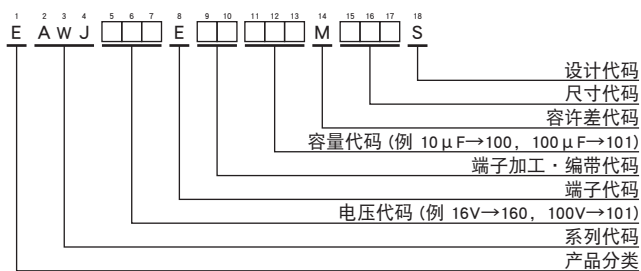 1 2 3 4 5 6 7 8 9 10 11 12 13 14 15 16 17 18
E A W J □□□ E □□ □□□ M □□□ S
设计代码
尺寸代码
容许差代码
容量代码 (例 10μF→100, 100μF→101)
端子加工・编带代码
端子代码
电压代码 (例 16V→160, 100V→101)
系列代码
产品分类